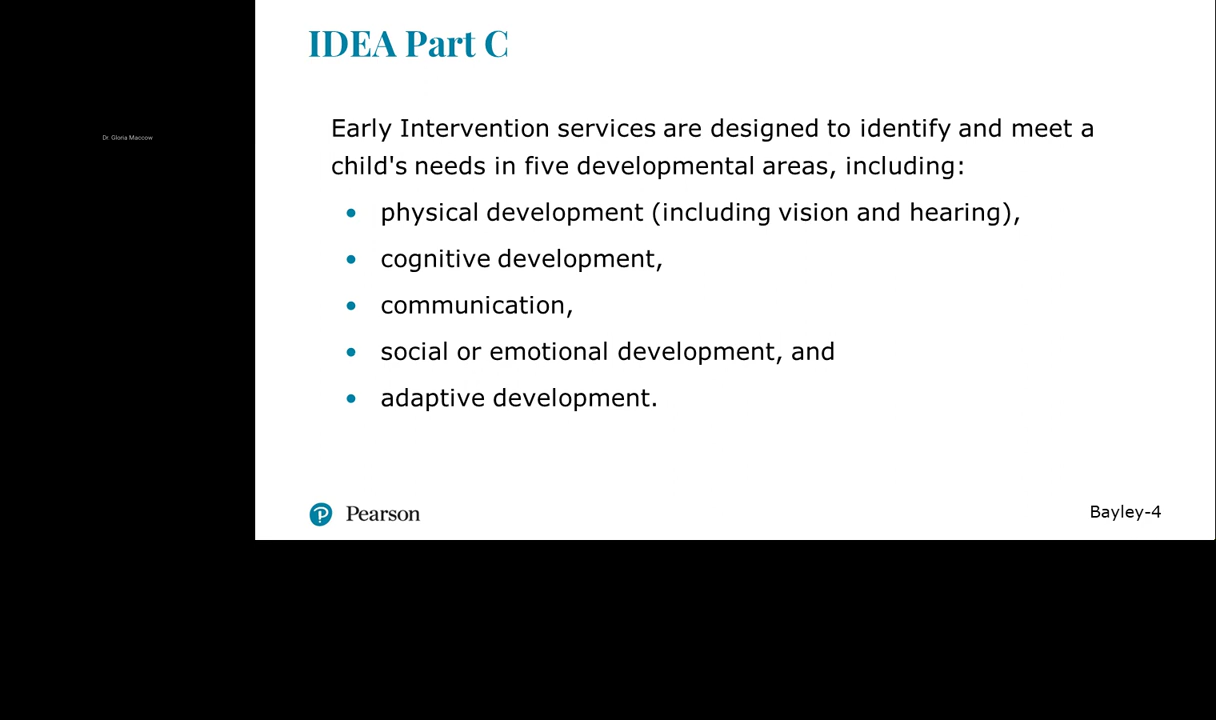 IDEA Part C
Dr. Gloria Maccow
Early Intervention services are designed to identify and meet a
child's needs in five developmental areas, including:
• physical development (including vision and hearing),
• cognitive development,
• communication,
• social or emotional development, and
• adaptive development.
Pearson
Bayley-4